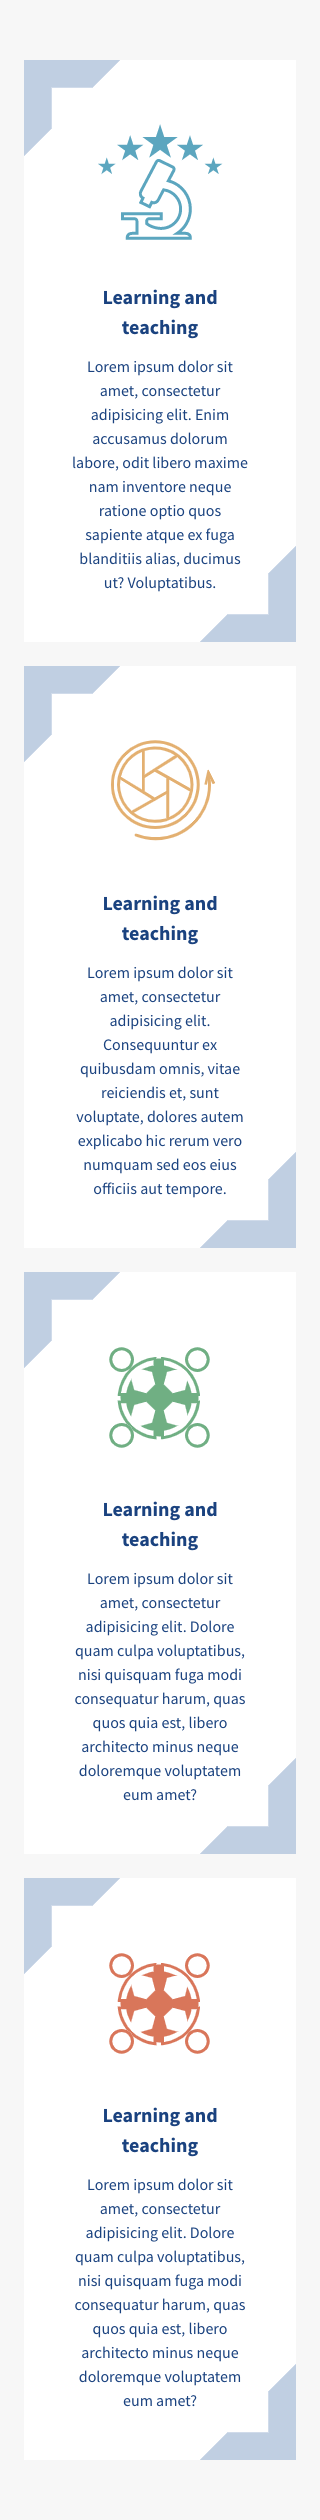 Learning and
teaching
Lorem ipsum dolor sit
amet, consectetur
adipisicing elit. Enim
accusamus dolorum
labore, odit libero maxime
nam inventore neque
ratione optio quos
sapiente atque ex fuga
blanditiis alias, ducimus
ut? Voluptatibus.
Learning and
teaching
Lorem ipsum dolor sit
amet, consectetur
adipisicing elit.
Consequuntur ex
quibusdam omnis, vitae
reiciendis et, sunt
voluptate, dolores autem
explicabo hic rerum vero
numquam sed eos eius
officiis aut tempore.
Learning and
teaching
Lorem ipsum dolor sit
amet, consectetur
adipisicing elit. Dolore
quam culpa voluptatibus,
nisi quisquam fuga modi
consequatur harum, quas
quos quia est, libero
architecto minus neque
doloremque voluptatem
eum amet?
Learning and
teaching
Lorem ipsum dolor sit
amet, consectetur
adipisicing elit. Dolore
quam culpa voluptatibus,
nisi quisquam fuga modi
consequatur harum, quas
quos quia est, libero
architecto minus neque
doloremque voluptatem
eum amet?